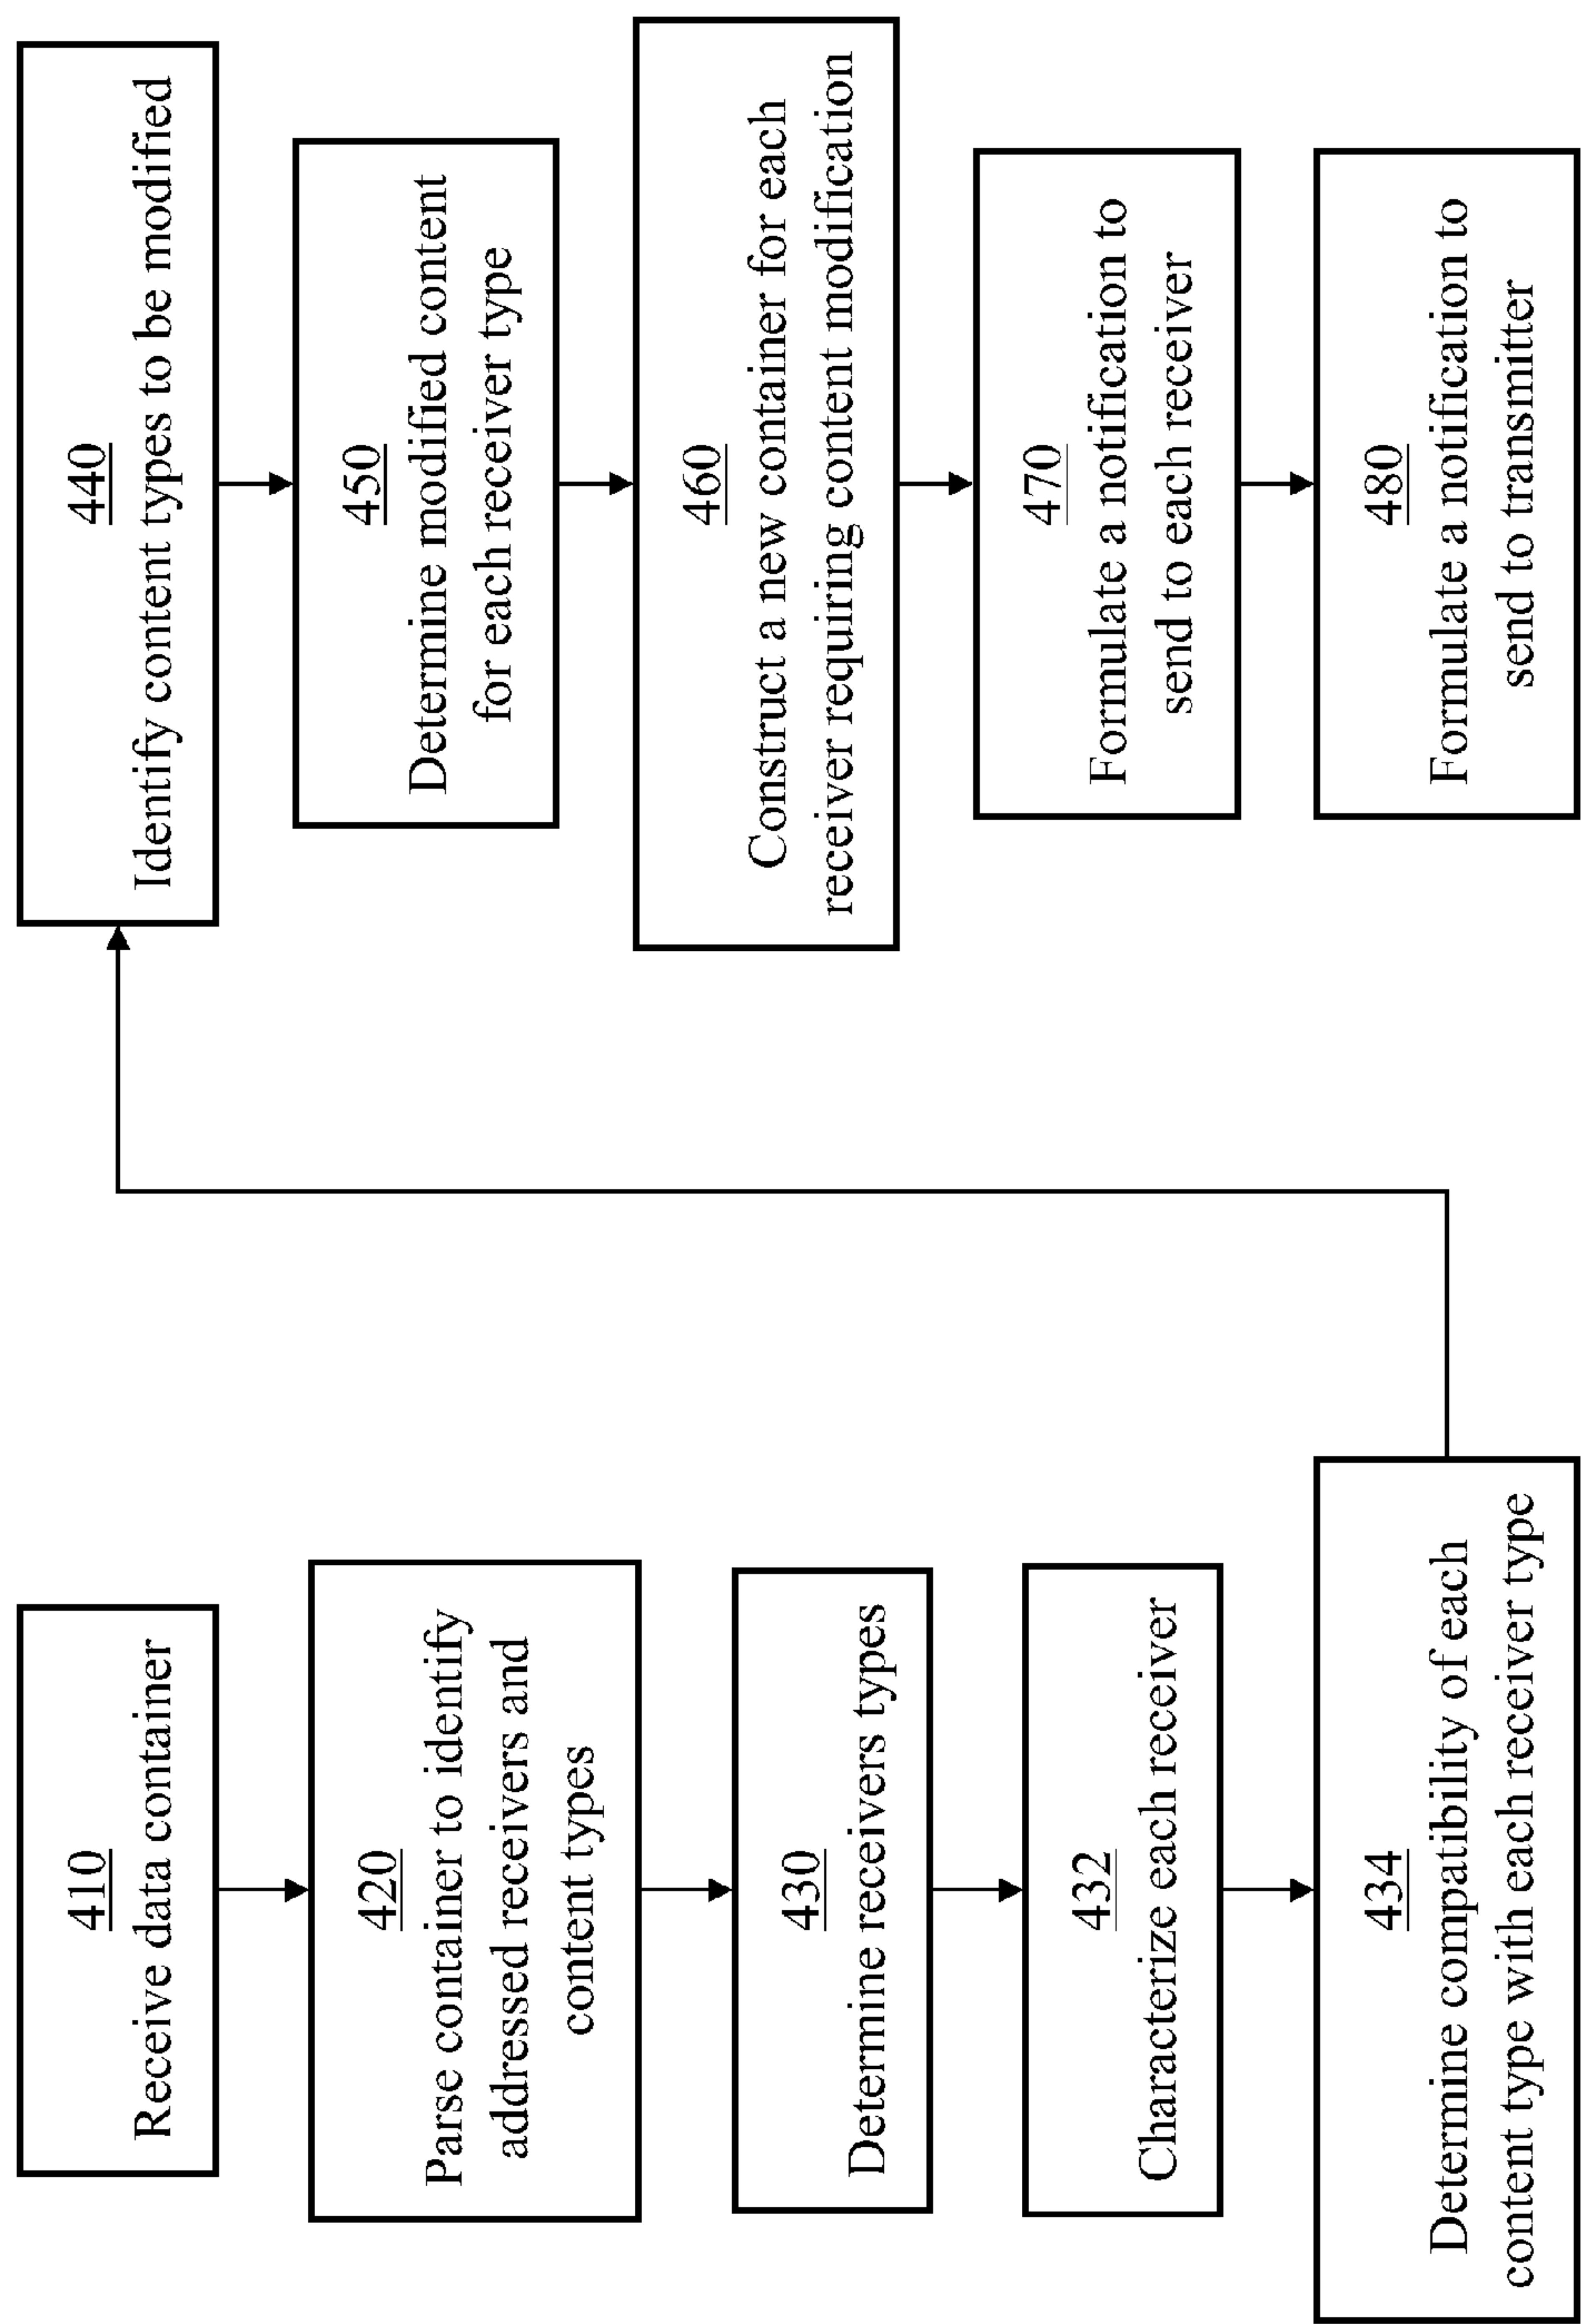 410
Receive data container
420
Parse container to identify
addressed receivers and
content types
430
Determine receivers types
432
Characterize each receiver
434
Determine compatibility of each
content type with each receiver type
440
Identify content types to be modified
450
Determine modified content
for each receiver type
460
Construct a new container for each
receiver requiring content modification
470
Formulate a notification to
send to each receiver
480
Formulate a notification to
send to transmitter